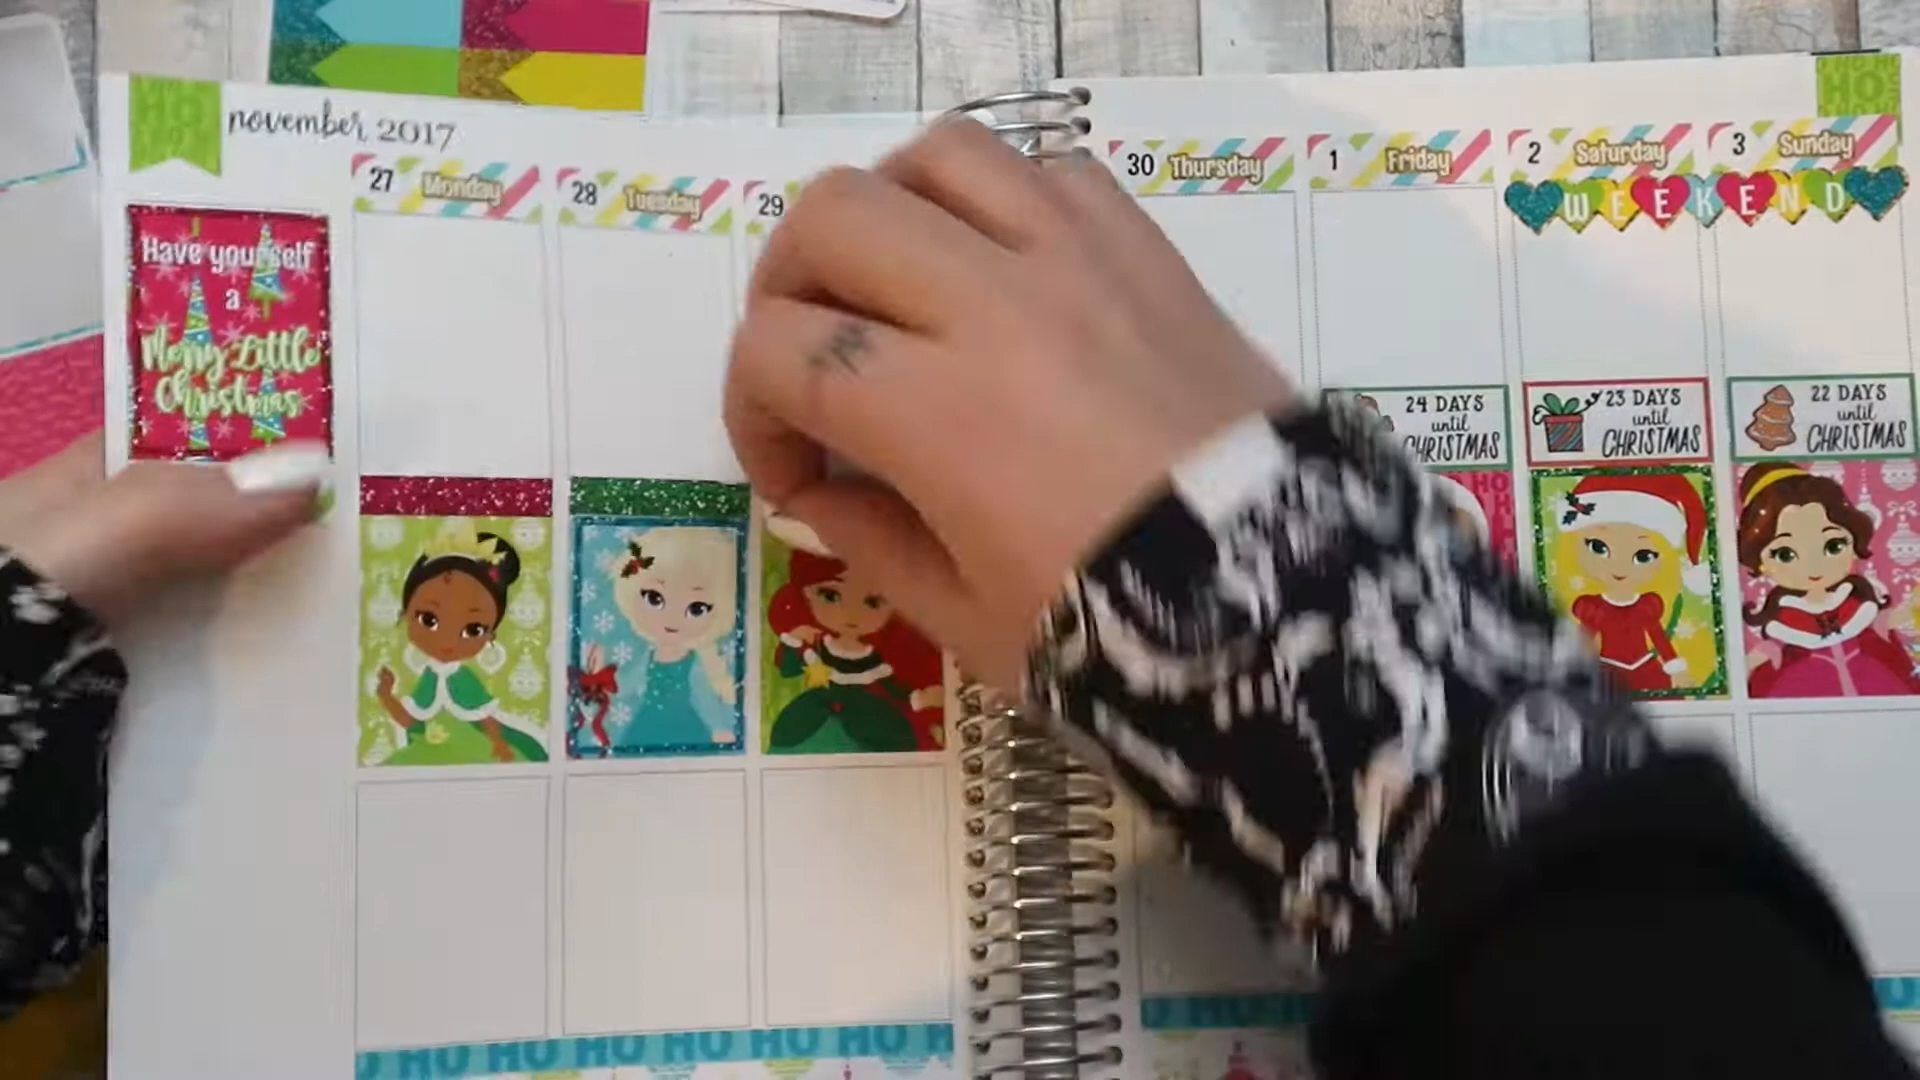 HO
november 2017
27 Monday
28 Tuesday
29
30 Thursday
1 Friday
2 Saturday
3 Sunday
HO
WEEKEND
Have yourself
a
Merry Little
Christmas
24 DAYS
until
CHRISTMAS
23 DAYS
until
CHRISTMAS
22 DAYS
until
CHRISTMAS
HO
HO HO HO HO HO HO